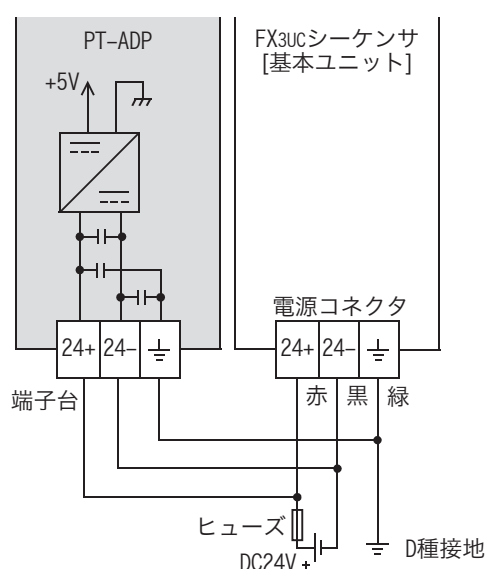 PT-ADP
FX3UCシーケンサ
[基本ユニット]
+5V
電源コネクタ
24+ 24-
24+ 24-
端子台
赤 黒 緑
ヒューズ
DC24V +
D種接地